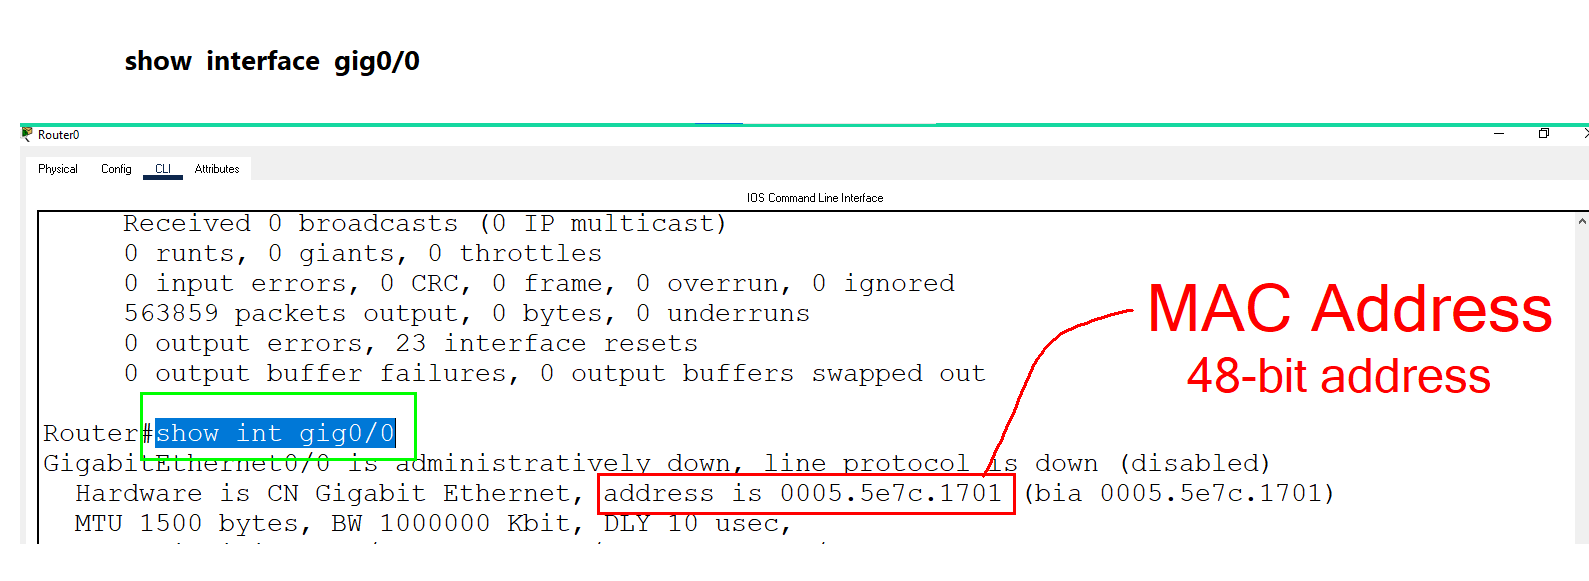 show interface gig0/0
Router0
Physical Config CLI Attributes
IOS Command Line Interface
Received 0 broadcasts (0 IP multicast)
0 runts, 0 giants, 0 throttles
0 input errors, 0 CRC, 0 frame, 0 overrun, 0 ignored
563859 packets output, 0 bytes, 0 underruns
0 output errors, 23 interface resets
0 output buffer failures, 0 output buffers swapped out
MAC Address
48-bit address
Router#show int gig0/0
GigabitEthernet0/0 is administratively down, line protocol is down (disabled)
Hardware is CN Gigabit Ethernet, address is 0005.5e7c.1701 (bia 0005.5e7c.1701)
MTU 1500 bytes, BW 1000000 Kbit, DLY 10 usec,